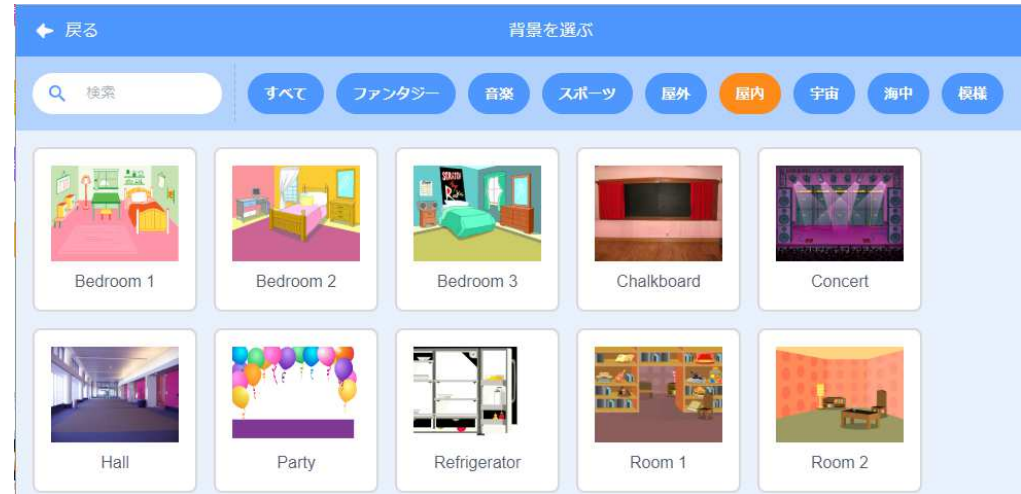 戻る
背景を選ぶ
検索
すべて
ファンタジー
音楽
スポーツ
屋外
屋内
宇宙
海中
模様
Bedroom 1
Bedroom 2
Bedroom 3
Chalkboard
Concert
Hall
Party
Refrigerator
Room 1
Room 2